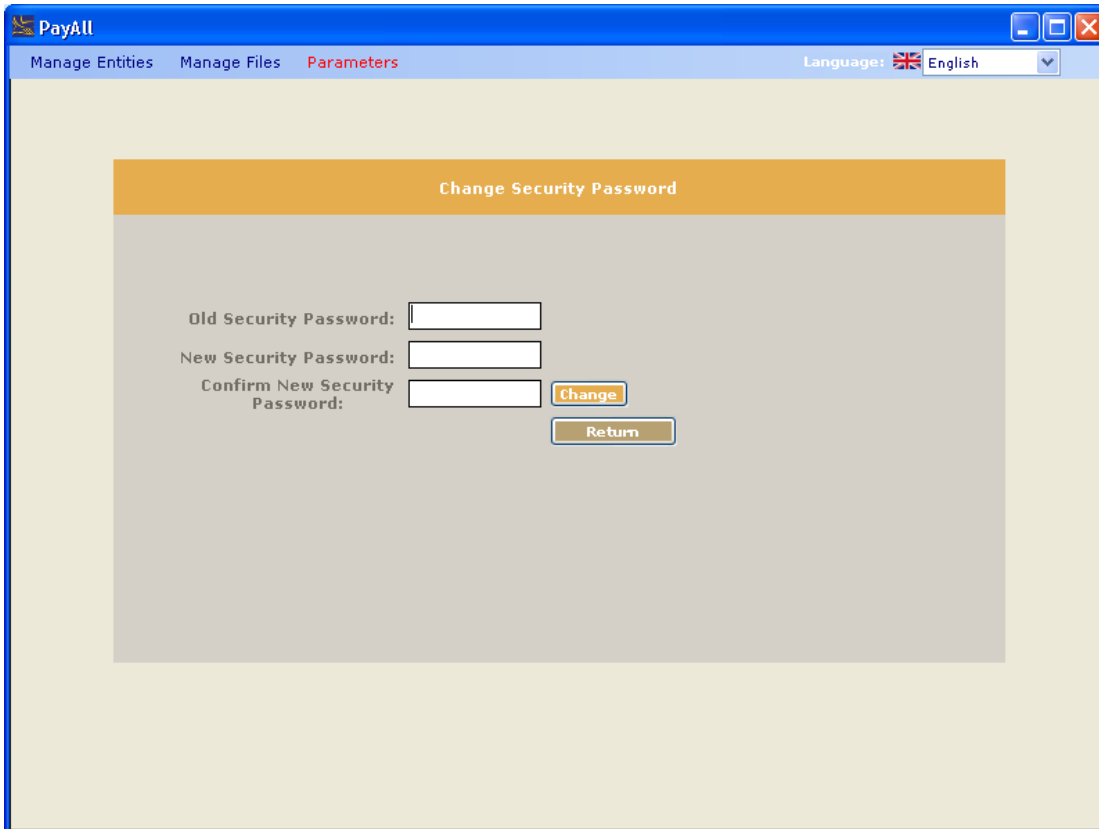 PayAll
Manage Entities Manage Files Parameters Language: English
Change Security Password
Old Security Password:
New Security Password:
Confirm New Security
Password:
Change
Return